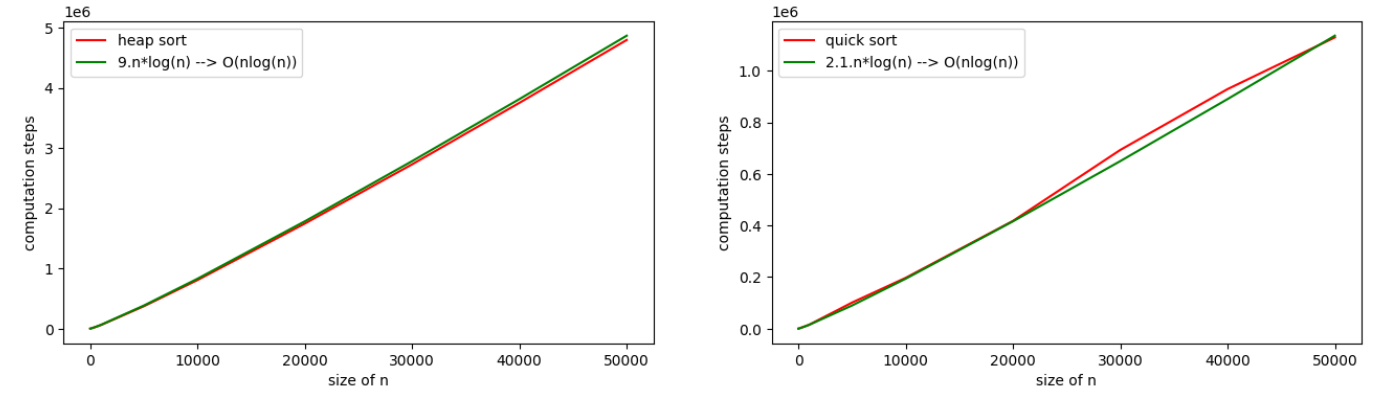 1e6
5
4
3
2
1
0
computation steps
heap sort
9.n*log(n) --> O(nlog(n))
0 10000 20000 30000 40000 50000
size of n
1e6
1.0
0.8
0.6
0.4
0.2
0.0
computation steps
quick sort
2.1.n*log(n) --> O(nlog(n))
0 10000 20000 30000 40000 50000
size of n